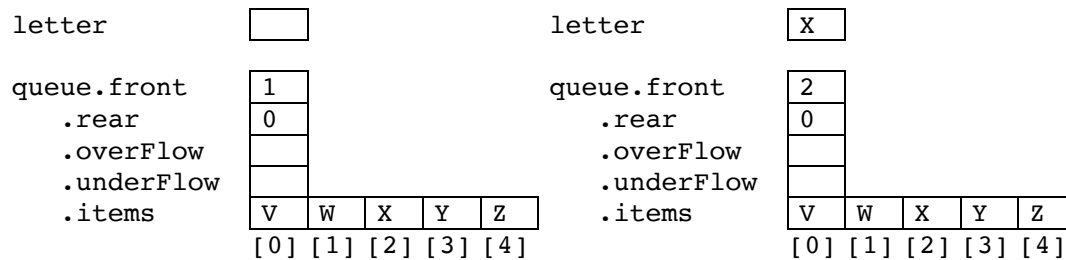 letter letter X
queue.front 1 queue.front 2
.rear 0 .rear 0
.overFlow .overFlow
.underFlow .underFlow
.items V W X Y Z .items V W X Y Z
[0] [1] [2] [3] [4] [0] [1] [2] [3] [4]